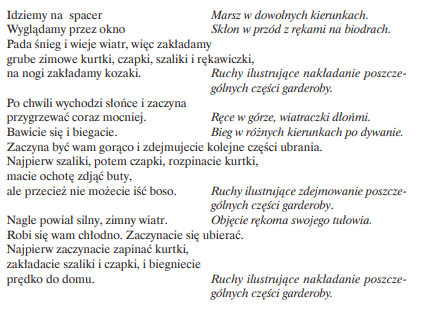 Idziemy na spacer Marsz w dowolnych kierunkach.
Wyglądamy przez okno Skłon w przód z rękami na biodrach.
Pada śnieg i wieje wiatr, więc zakładamy
grube zimowe kurtki, czapki, szaliki i rękawiczki,
na nogi zakładamy kozaki. Ruchy ilustrujące nakładanie poszcze-
gólnych części garderoby.
Po chwili wychodzi słońce i zaczyna
przygrzewać coraz mocniej. Ręce w górze, wiatraczki dłońmi.
Bawicie się i biegacie. Bieg w różnych kierunkach po dywanie.
Zaczyna być wam gorąco i zdejmujecie kolejne części ubrania.
Najpierw szaliki, potem czapki, rozpinacie kurtki,
macie ochotę zdjąć buty,
ale przecież nie możecie iść boso. Ruchy ilustrujące zdejmowanie poszcze-
gólnych części garderoby.
Nagle powiał silny, zimny wiatr. Objęcie rękoma swojego tułowia.
Robi się wam chłodno. Zaczynacie się ubierać.
Najpierw zaczynacie zapinać kurtki,
zakładacie szaliki i czapki, i biegniecie
prędko do domu. Ruchy ilustrujące nakładanie poszcze-
gólnych części garderoby.